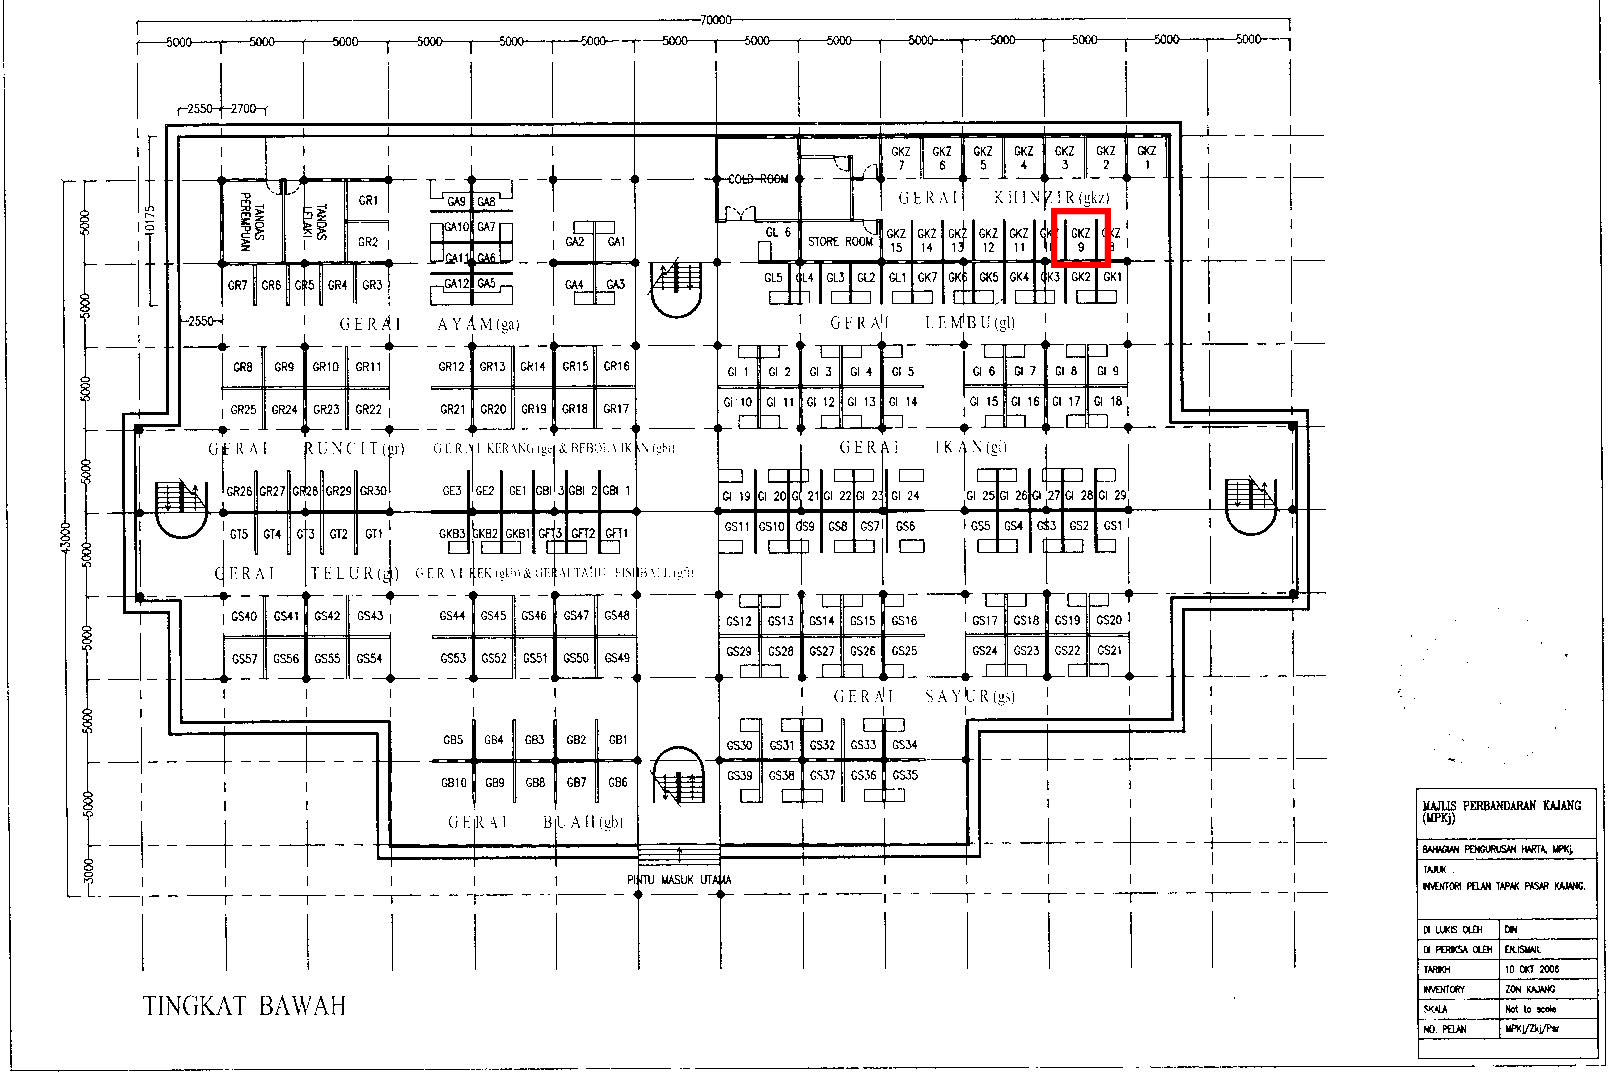 70000
5000 5000 5000 5000 5000 5000 5000 5000 5000 5000 5000 5000 5000 5000
2550 2700
GKZ 7 GKZ 6 GKZ 5 GKZ 4 GKZ 3 GKZ 2 GKZ 1
COLD ROOM
GERAI KHINZIR(gkz)
TANDAS PEREMPUAN
TANDAS LELAKI
GR1
GR2
GA9 GA8
GA10 GA7
GA11 GA6
GA12 GA5
GA2 GA1
GA4 GA3
GL 6
STORE ROOM
GKZ 15 GKZ 14 GKZ 13 GKZ 12 GKZ 11 GKZ 9
GR7 GR6 GR5 GR4 GR3
GL5 GL4 GL3 GL2 GL1 GK7 GK6 GK5 GK4 GK3 GK2 GK1
10175
2550
GERAI AYAM(ga)
GERAI LEMBU(gl)
GR8 GR9 GR10 GR11 GR12 GR13 GR14 GR15 GR16
GI 1 GI 2 GI 3 GI 4 GI 5 GI 6 GI 7 GI 8 GI 9
GR25 GR24 GR23 GR22 GR21 GR20 GR19 GR18 GR17
GI 10 GI 11 GI 12 GI 13 GI 14 GI 15 GI 16 GI 17 GI 18
GERAI RUNCIT(gr)
GERAI KERANG(ge) & BEBOLA IKAN(gbi)
GERAI IKAN(gi)
GR26 GR27 GR28 GR29 GR30 GE3 GE2 GE1 GBI 3 GBI 2 GBI 1
GI 19 GI 20 GI 21 GI 22 GI 23 GI 24 GI 25 GI 26 GI 27 GI 28 GI 29
GT5 GT4 GT3 GT2 GT1 GKB3 GKB2 GKB1 GFT3 GFT2 GFT1
GS11 GS10 GS9 GS8 GS7 GS6 GS5 GS4 GS3 GS2 GS1
GERAI TELUR(gt)
GERAI KEK(gkb) & GERAI TAHU FISHBALL(gft)
GS40 GS41 GS42 GS43 GS44 GS45 GS46 GS47 GS48
GS12 GS13 GS14 GS15 GS16 GS17 GS18 GS19 GS20
GS57 GS56 GS55 GS54 GS53 GS52 GS51 GS50 GS49
GS29 GS28 GS27 GS26 GS25 GS24 GS23 GS22 GS21
GERAI SAYUR(gs)
GB5 GB4 GB3 GB2 GB1
GS30 GS31 GS32 GS33 GS34
GB10 GB9 GB8 GB7 GB6
GS39 GS38 GS37 GS36 GS35
GERAI BUAH(gb)
PINTU MASUK UTAMA
43000
5000 5000 5000 5000 5000 5000 5000 5000 3000
TINGKAT BAWAH
MAJLIS PERBANDARAN KAJANG
(MPKj)
BAHAGIAN PENGURUSAN HARTA, MPKj.
TAJUK .
INVENTORI PELAN TAPAK PASAR KAJANG.
DI LUKIS OLEH DIN
DI PERIKSA OLEH EN.ISMAIL
TARIKH 10 OKT 2006
INVENTORY ZON KAJANG
SKALA Not to scale
NO. PELAN MPKj/Zkj/Psr